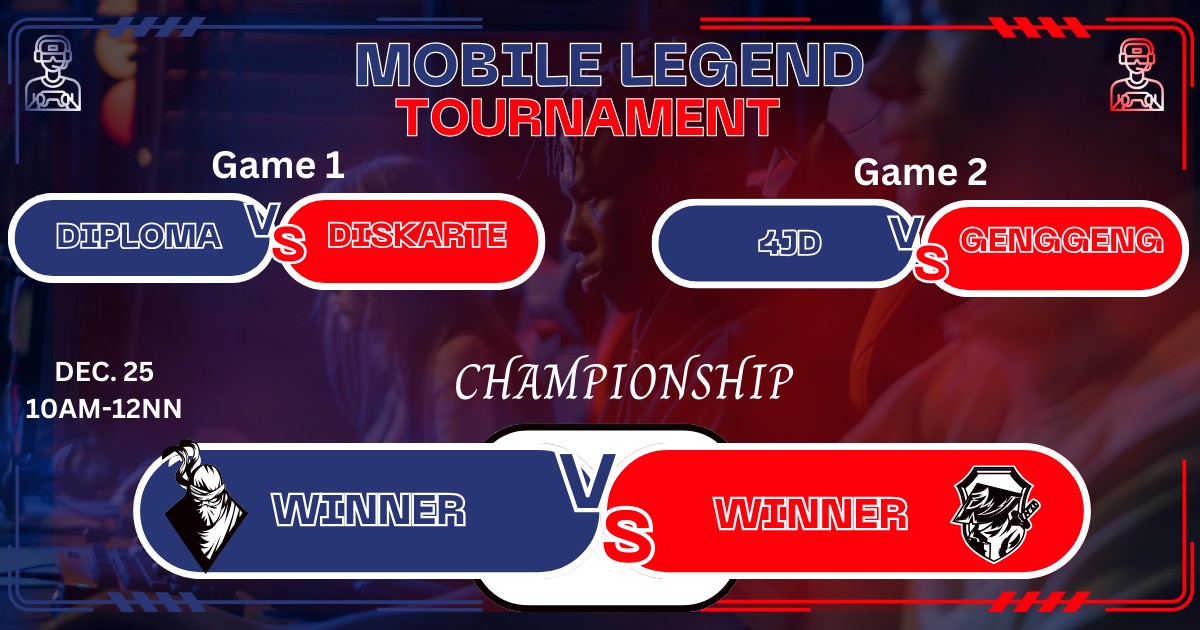 MOBILE LEGEND
TOURNAMENT
Game 1
DIPLOMA VS DISKARTE
Game 2
4JD VS GENGGENG
DEC. 25
10AM-12NN
CHAMPIONSHIP
WINNER VS WINNER